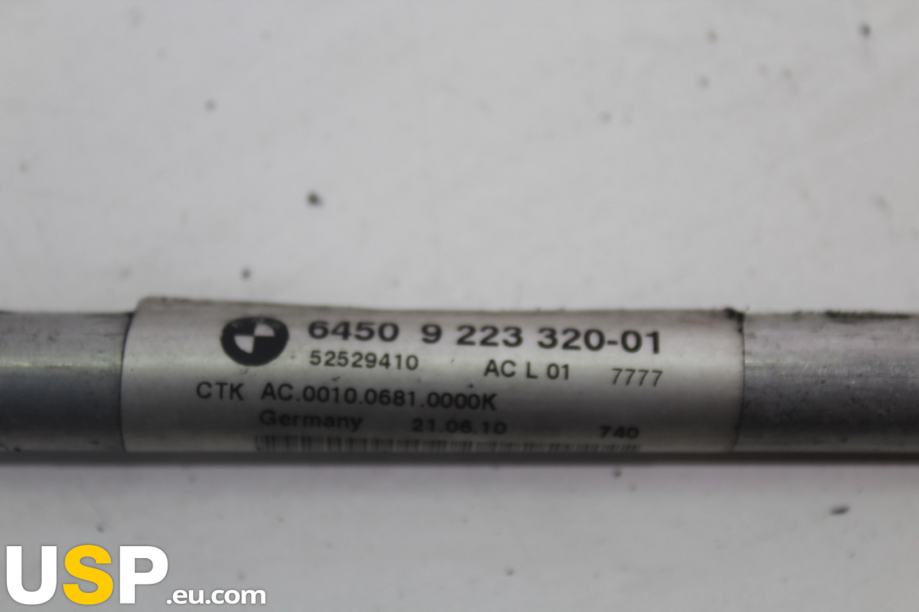 6450 9 223 320-01
52529410 AC L 01 7777
CTK AC.0010.0681.0000K
Germany 21.06.10 740
USP.eu.com